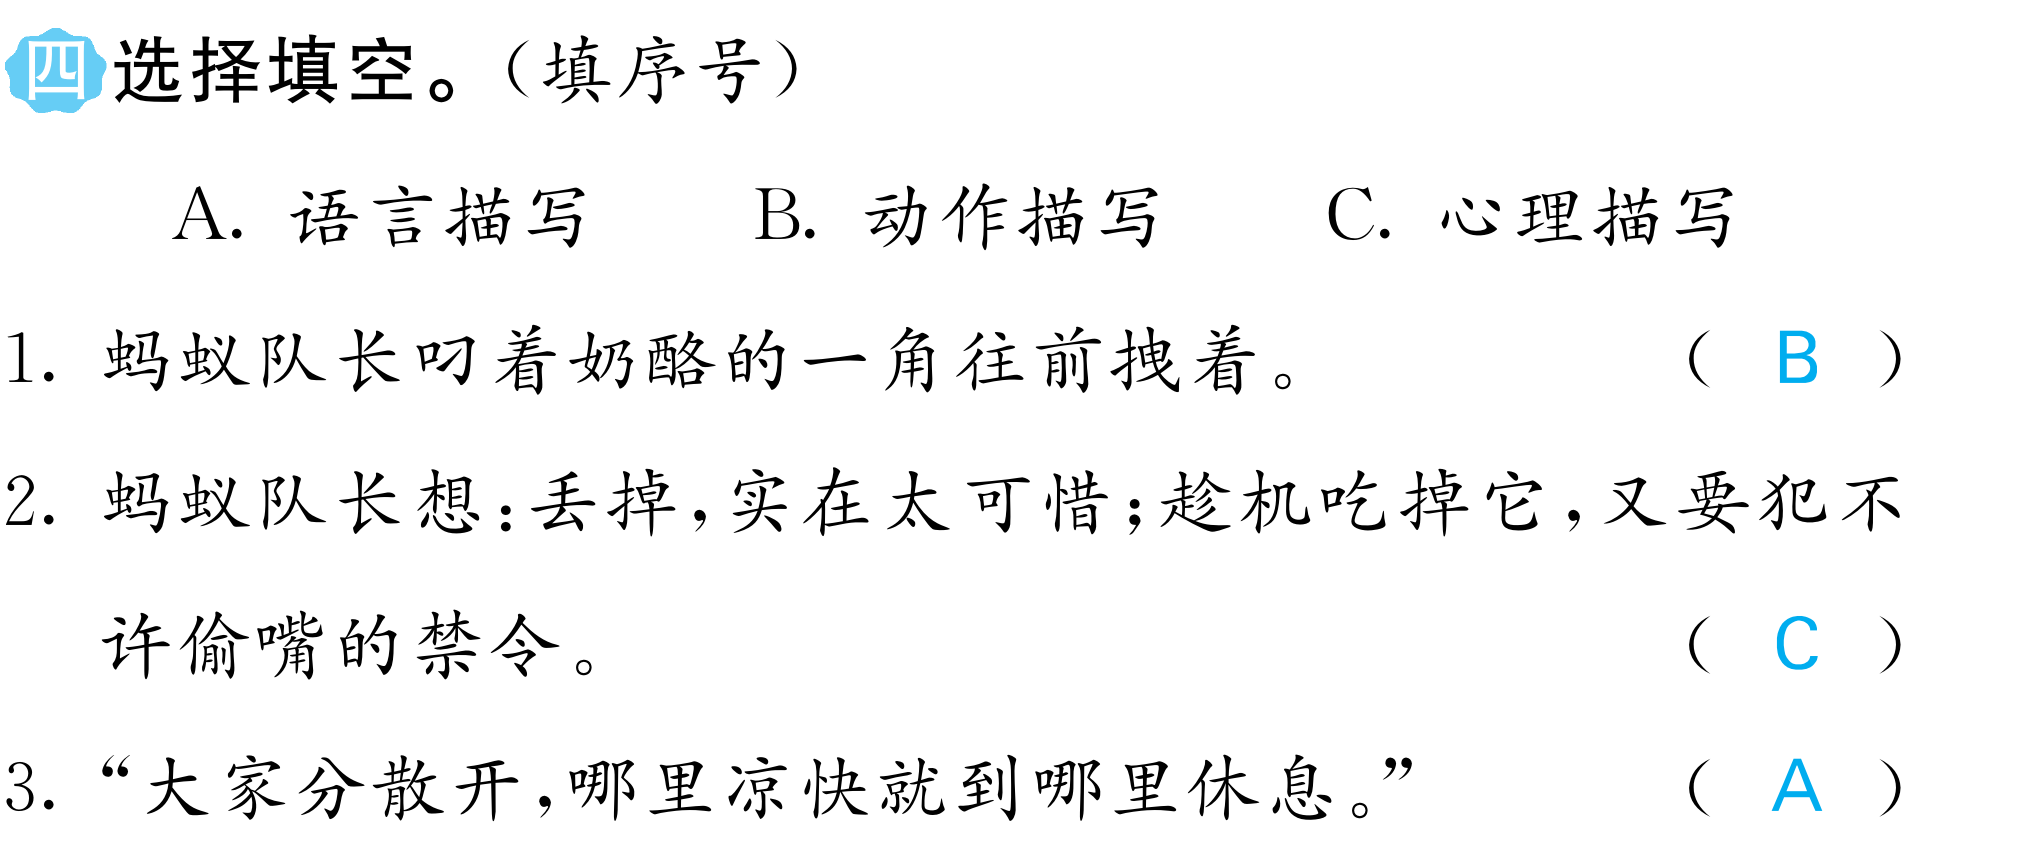 四 选择填空。（填序号）
A. 语言描写 B. 动作描写 C. 心理描写
1. 蚂蚁队长叼着奶酪的一角往前拽着。 （ B ）
2. 蚂蚁队长想：丢掉，实在太可惜；趁机吃掉它，又要犯不
许偷嘴的禁令。 （ C ）
3. “大家分散开，哪里凉快就到哪里休息。” （ A ）